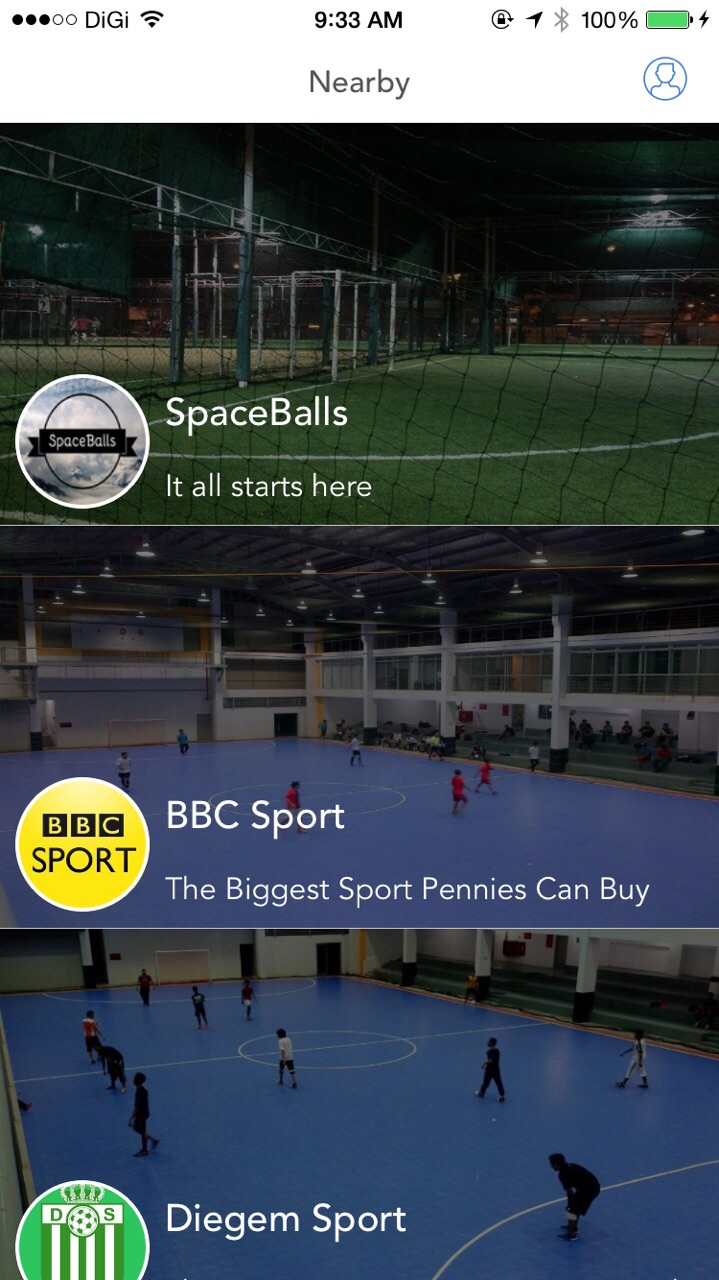 DiGi 9:33 AM 100%
Nearby
SpaceBalls
SpaceBalls
It all starts here
BBC
SPORT
BBC Sport
The Biggest Sport Pennies Can Buy
D S
Diegem Sport